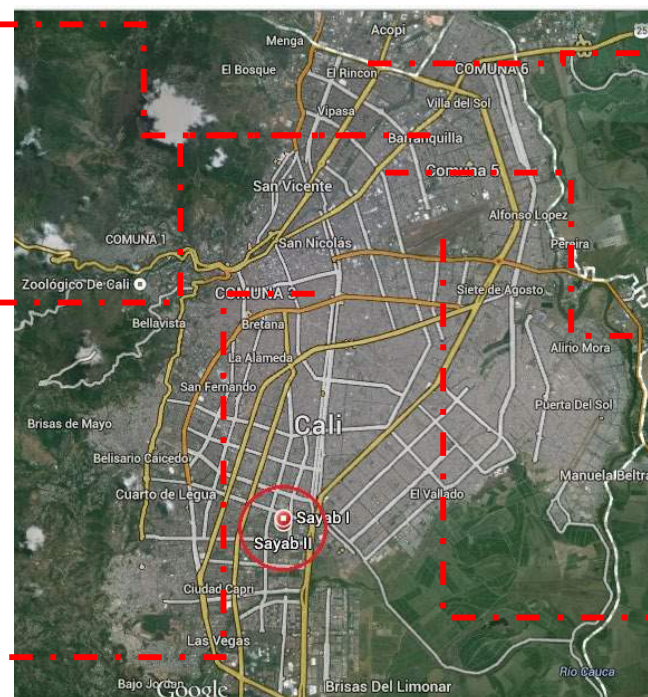 Acopi
25
Menga
El Bosque
El Rincon
COMUNA 6
Vipasa
Villa del Sol
Barranquilla
Comuna 5
San Vicente
Alfonso Lopez
COMUNA 1
San Nicolás
Pereira
Zoológico De Cali
COMUNA 3
Siete de Agosto
Bellavista
Bretana
La Alameda
Alirio Mora
San Fernando
Puerta Del Sol
Brisas de Mayo
Cali
Belisario Caicedo
Manuela Beltra
Cuarto de Legua
El Vallado
Sayab I
Sayab II
Ciudad Capri
Las Vegas
Rio Cauca
Bajo Jordan
Google
Brisas Del Limonar